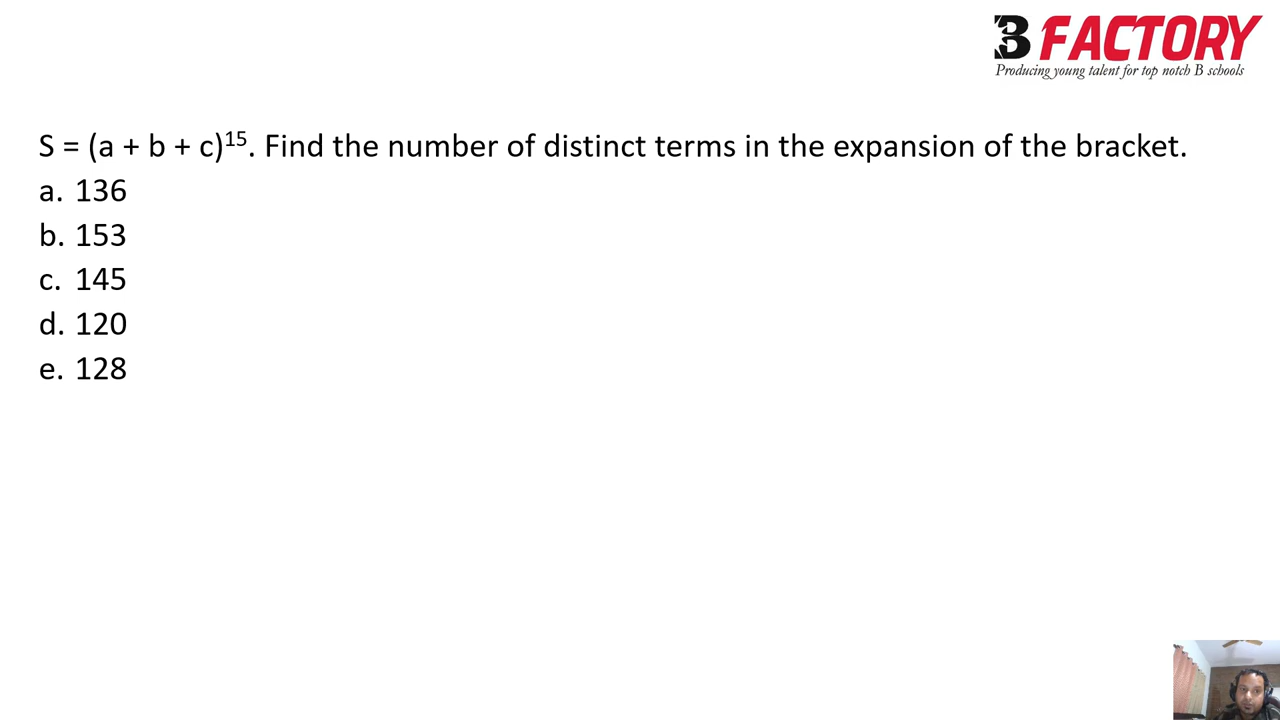 B FACTORY
Producing young talent for top notch B schools
S = (a + b + c)¹⁵. Find the number of distinct terms in the expansion of the bracket.
a. 136
b. 153
c. 145
d. 120
e. 128